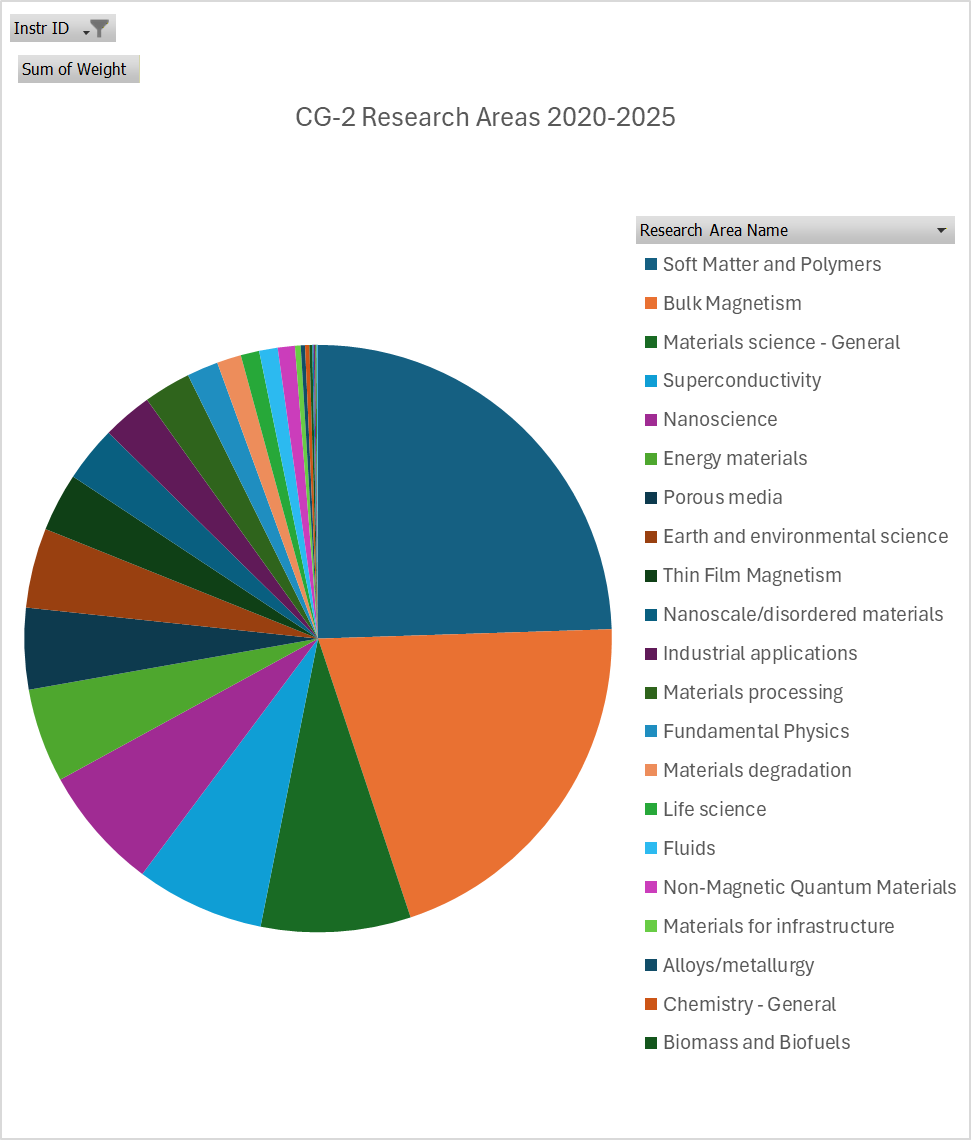 Instr ID
Sum of Weight
CG-2 Research Areas 2020-2025
Research Area Name
Soft Matter and Polymers
Bulk Magnetism
Materials science - General
Superconductivity
Nanoscience
Energy materials
Porous media
Earth and environmental science
Thin Film Magnetism
Nanoscale/disordered materials
Industrial applications
Materials processing
Fundamental Physics
Materials degradation
Life science
Fluids
Non-Magnetic Quantum Materials
Materials for infrastructure
Alloys/metallurgy
Chemistry - General
Biomass and Biofuels